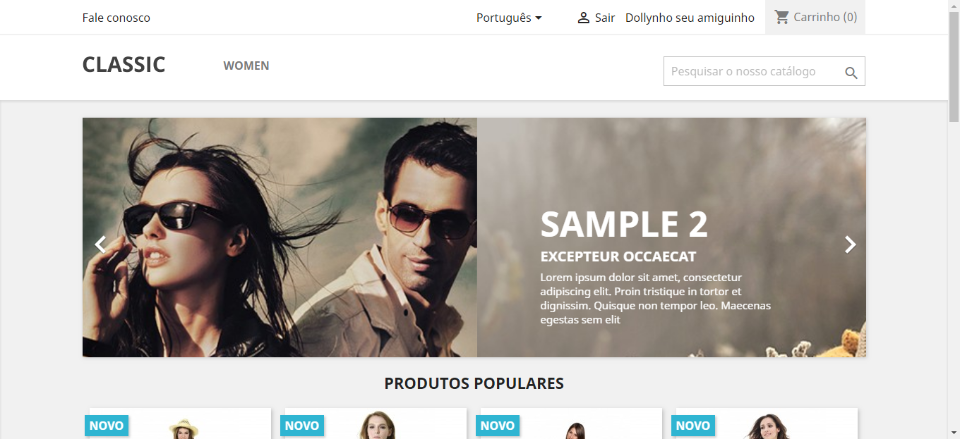 Fale conosco
Português
Sair
Dollynho seu amiguinho
Carrinho (0)
CLASSIC
WOMEN
Pesquisar o nosso catálogo
SAMPLE 2
EXCEPTEUR OCCAECAT
Lorem ipsum dolor sit amet, consectetur
adipiscing elit. Proin tristique in tortor et
dignissim. Quisque non tempor leo. Maecenas
egestas sem elit
PRODUTOS POPULARES
NOVO
NOVO
NOVO
NOVO